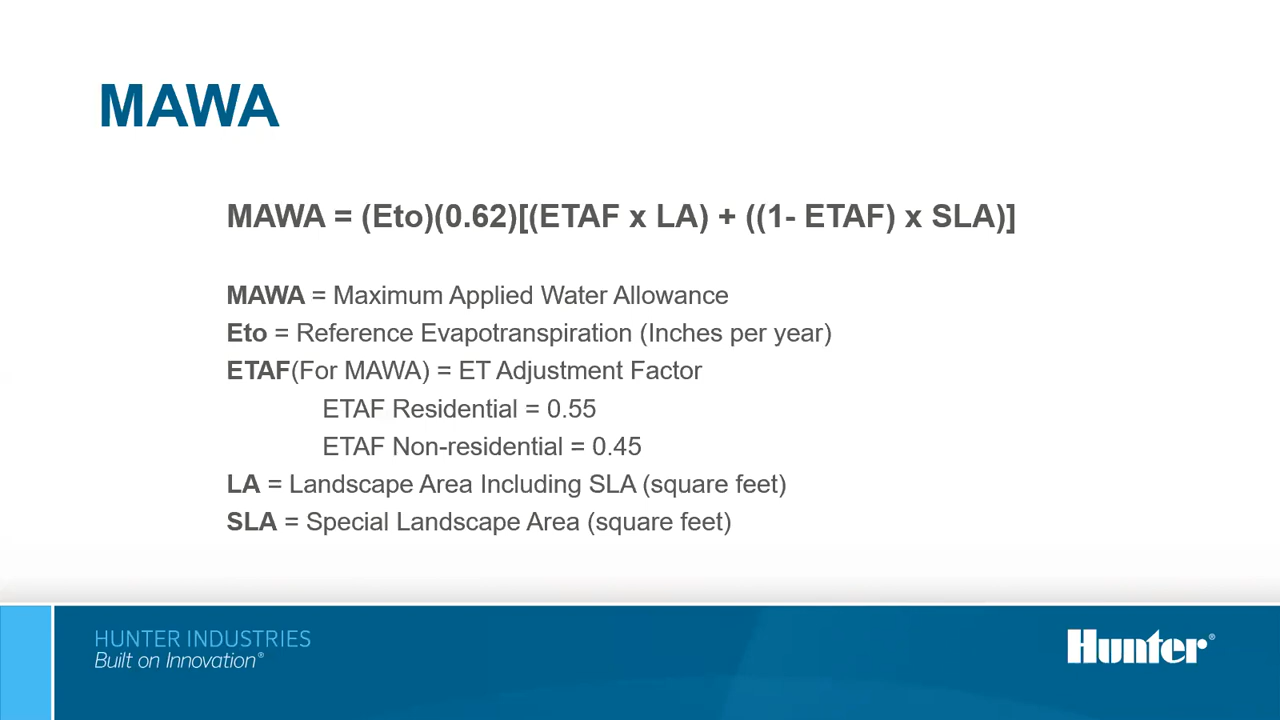 MAWA
MAWA = (Eto)(0.62)[(ETAF x LA) + ((1- ETAF) x SLA)]
MAWA = Maximum Applied Water Allowance
Eto = Reference Evapotranspiration (Inches per year)
ETAF(For MAWA) = ET Adjustment Factor
ETAF Residential = 0.55
ETAF Non-residential = 0.45
LA = Landscape Area Including SLA (square feet)
SLA = Special Landscape Area (square feet)
HUNTER INDUSTRIES
Built on Innovation®
Hunter®